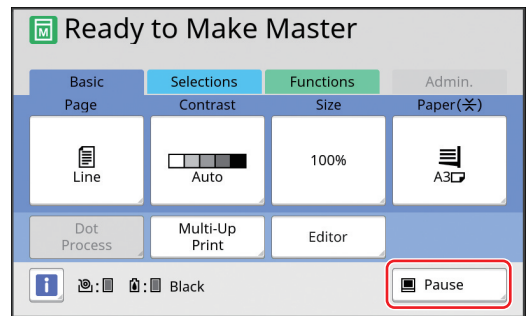 M Ready to Make Master
Basic Selections Functions Admin.
Page Contrast Size Paper(⚹)
Line Auto 100% A3
Dot Process Multi-Up Print Editor
i : : Black Pause